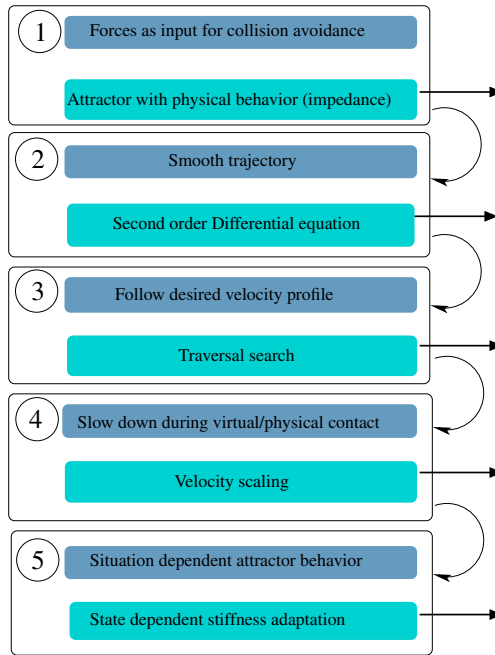 1
Forces as input for collision avoidance
Attractor with physical behavior (impedance)
2
Smooth trajectory
Second order Differential equation
3
Follow desired velocity profile
Traversal search
4
Slow down during virtual/physical contact
Velocity scaling
5
Situation dependent attractor behavior
State dependent stiffness adaptation